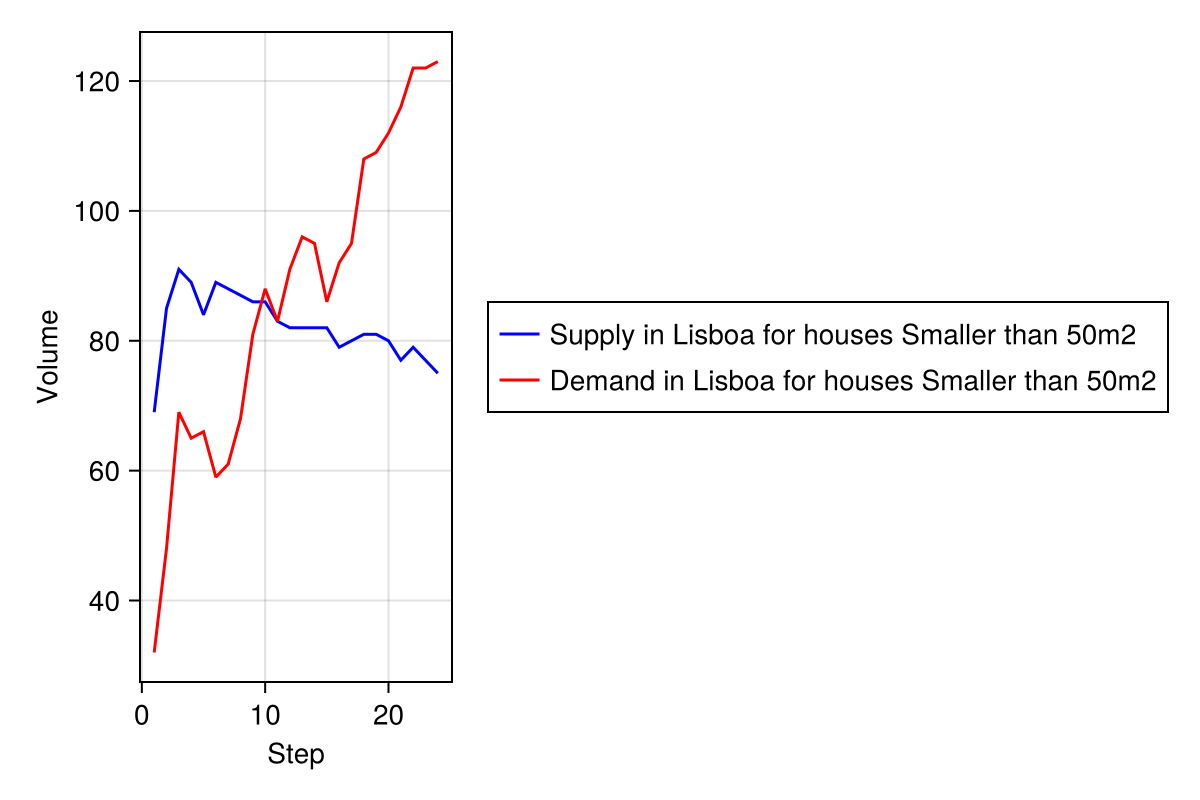 120
100
80
60
40
Volume
0 10 20
Step
Supply in Lisboa for houses Smaller than 50m2
Demand in Lisboa for houses Smaller than 50m2